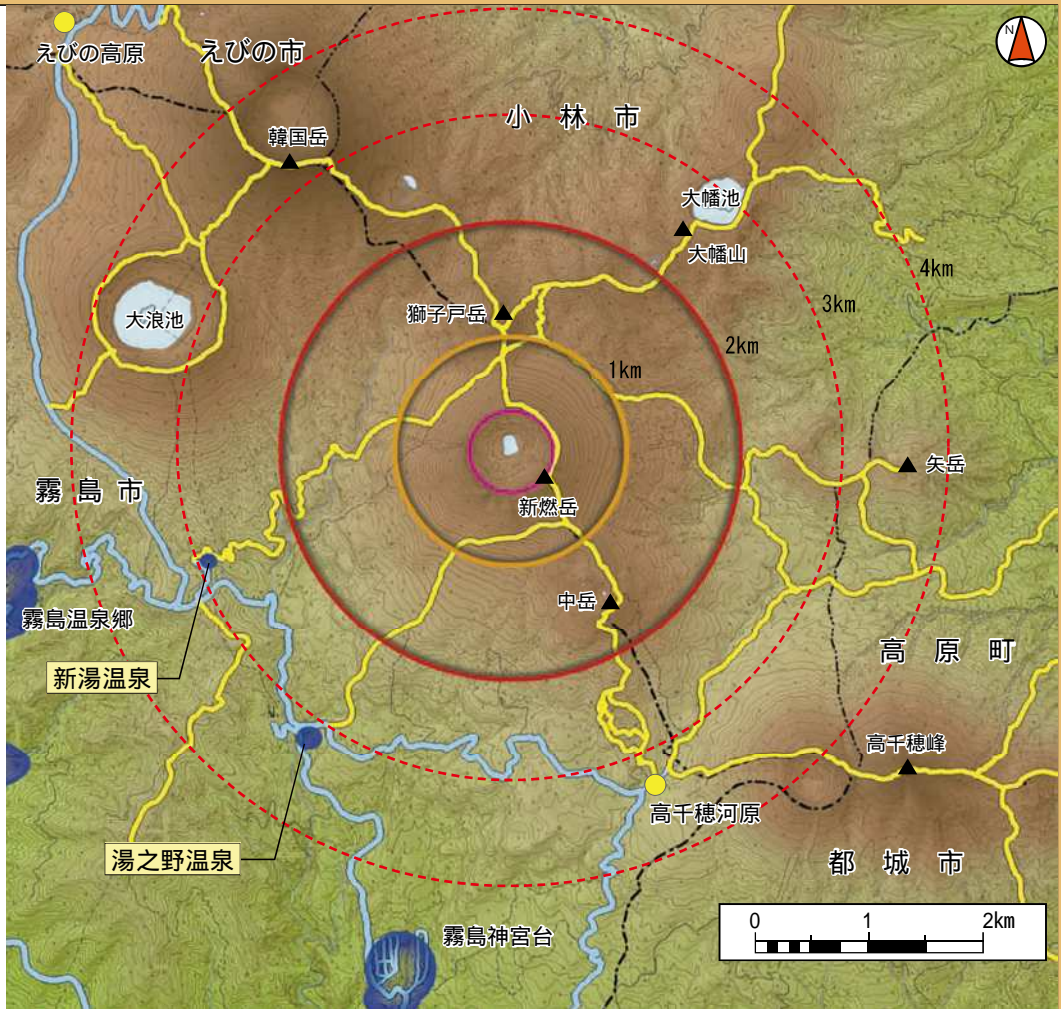 N
えびの高原
えびの市
小林市
韓国岳
大幡池
大幡山
4km
3km
獅子戸岳
大浪池
2km
1km
矢岳
霧島市
新燃岳
中岳
霧島温泉郷
高原町
新湯温泉
高千穂峰
高千穂河原
湯之野温泉
都城市
霧島神宮台
0 1 2km